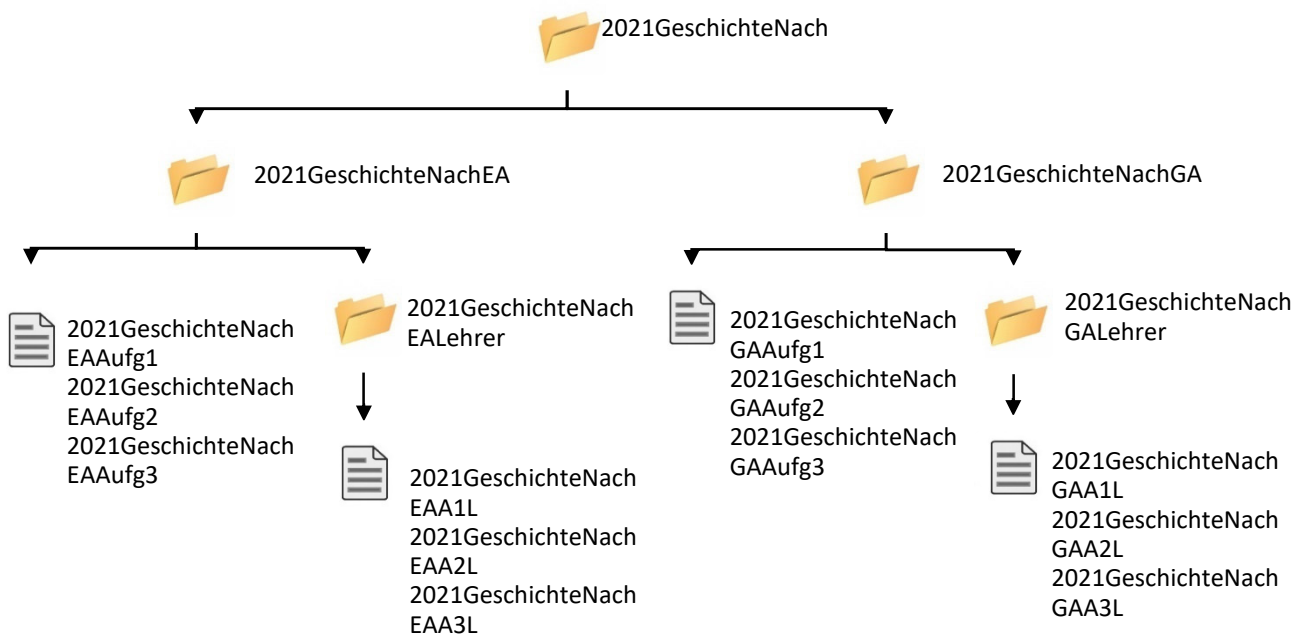 2021GeschichteNach
2021GeschichteNachEA
2021GeschichteNachGA
2021GeschichteNach
EAAufg1
2021GeschichteNach
EAAufg2
2021GeschichteNach
EAAufg3
2021GeschichteNach
EALehrer
2021GeschichteNach
EAA1L
2021GeschichteNach
EAA2L
2021GeschichteNach
EAA3L
2021GeschichteNach
GAAufg1
2021GeschichteNach
GAAufg2
2021GeschichteNach
GAAufg3
2021GeschichteNach
GALehrer
2021GeschichteNach
GAA1L
2021GeschichteNach
GAA2L
2021GeschichteNach
GAA3L